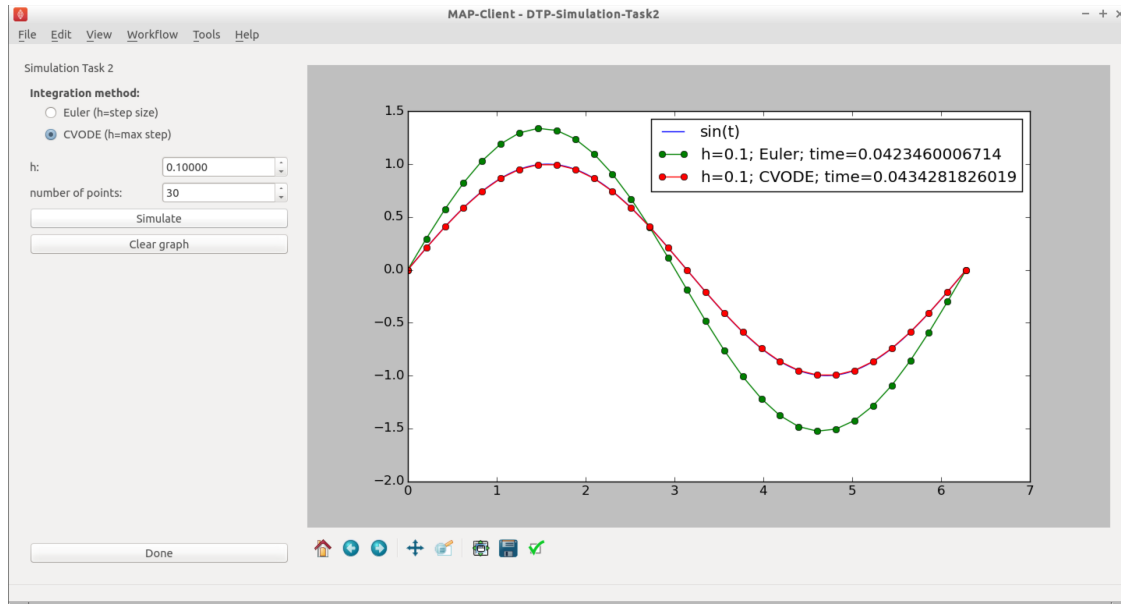 MAP-Client - DTP-Simulation-Task2
File Edit View Workflow Tools Help
Simulation Task 2
Integration method:
Euler (h=step size)
CVODE (h=max step)
h: 0.10000
number of points: 30
Simulate
Clear graph
Done
1.5
1.0
0.5
0.0
−0.5
−1.0
−1.5
−2.0
0 1 2 3 4 5 6 7
sin(t)
h=0.1; Euler; time=0.0423460006714
h=0.1; CVODE; time=0.0434281826019